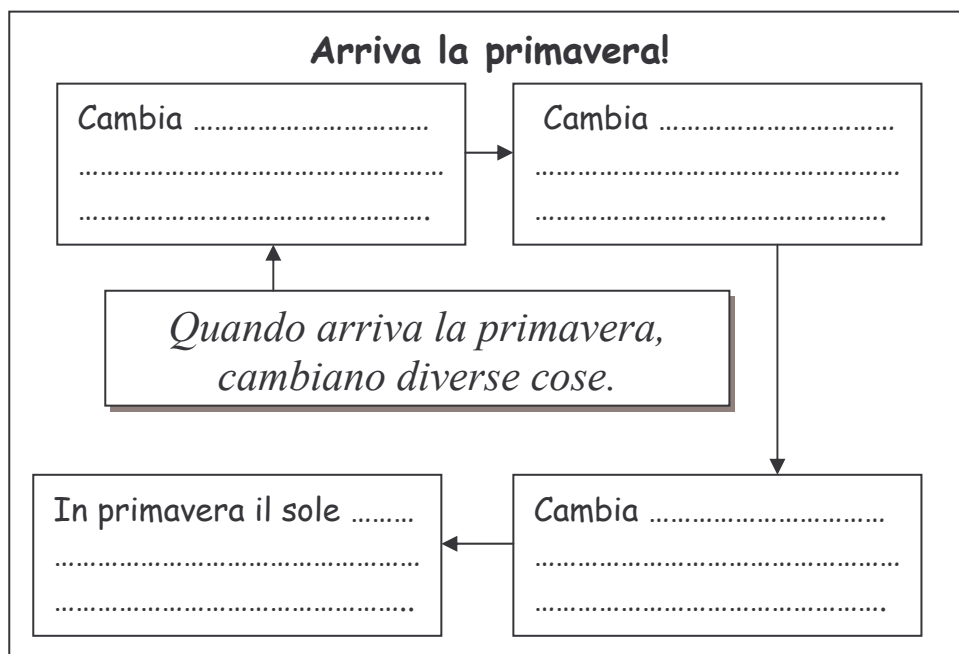 Arriva la primavera!
Cambia ……………………………
……………………………………………
………………………………………….
Cambia ……………………………
……………………………………………
………………………………………….
Quando arriva la primavera,
cambiano diverse cose.
Cambia ……………………………
……………………………………………
………………………………………….
In primavera il sole ………
……………………………………………
…………………………………………..